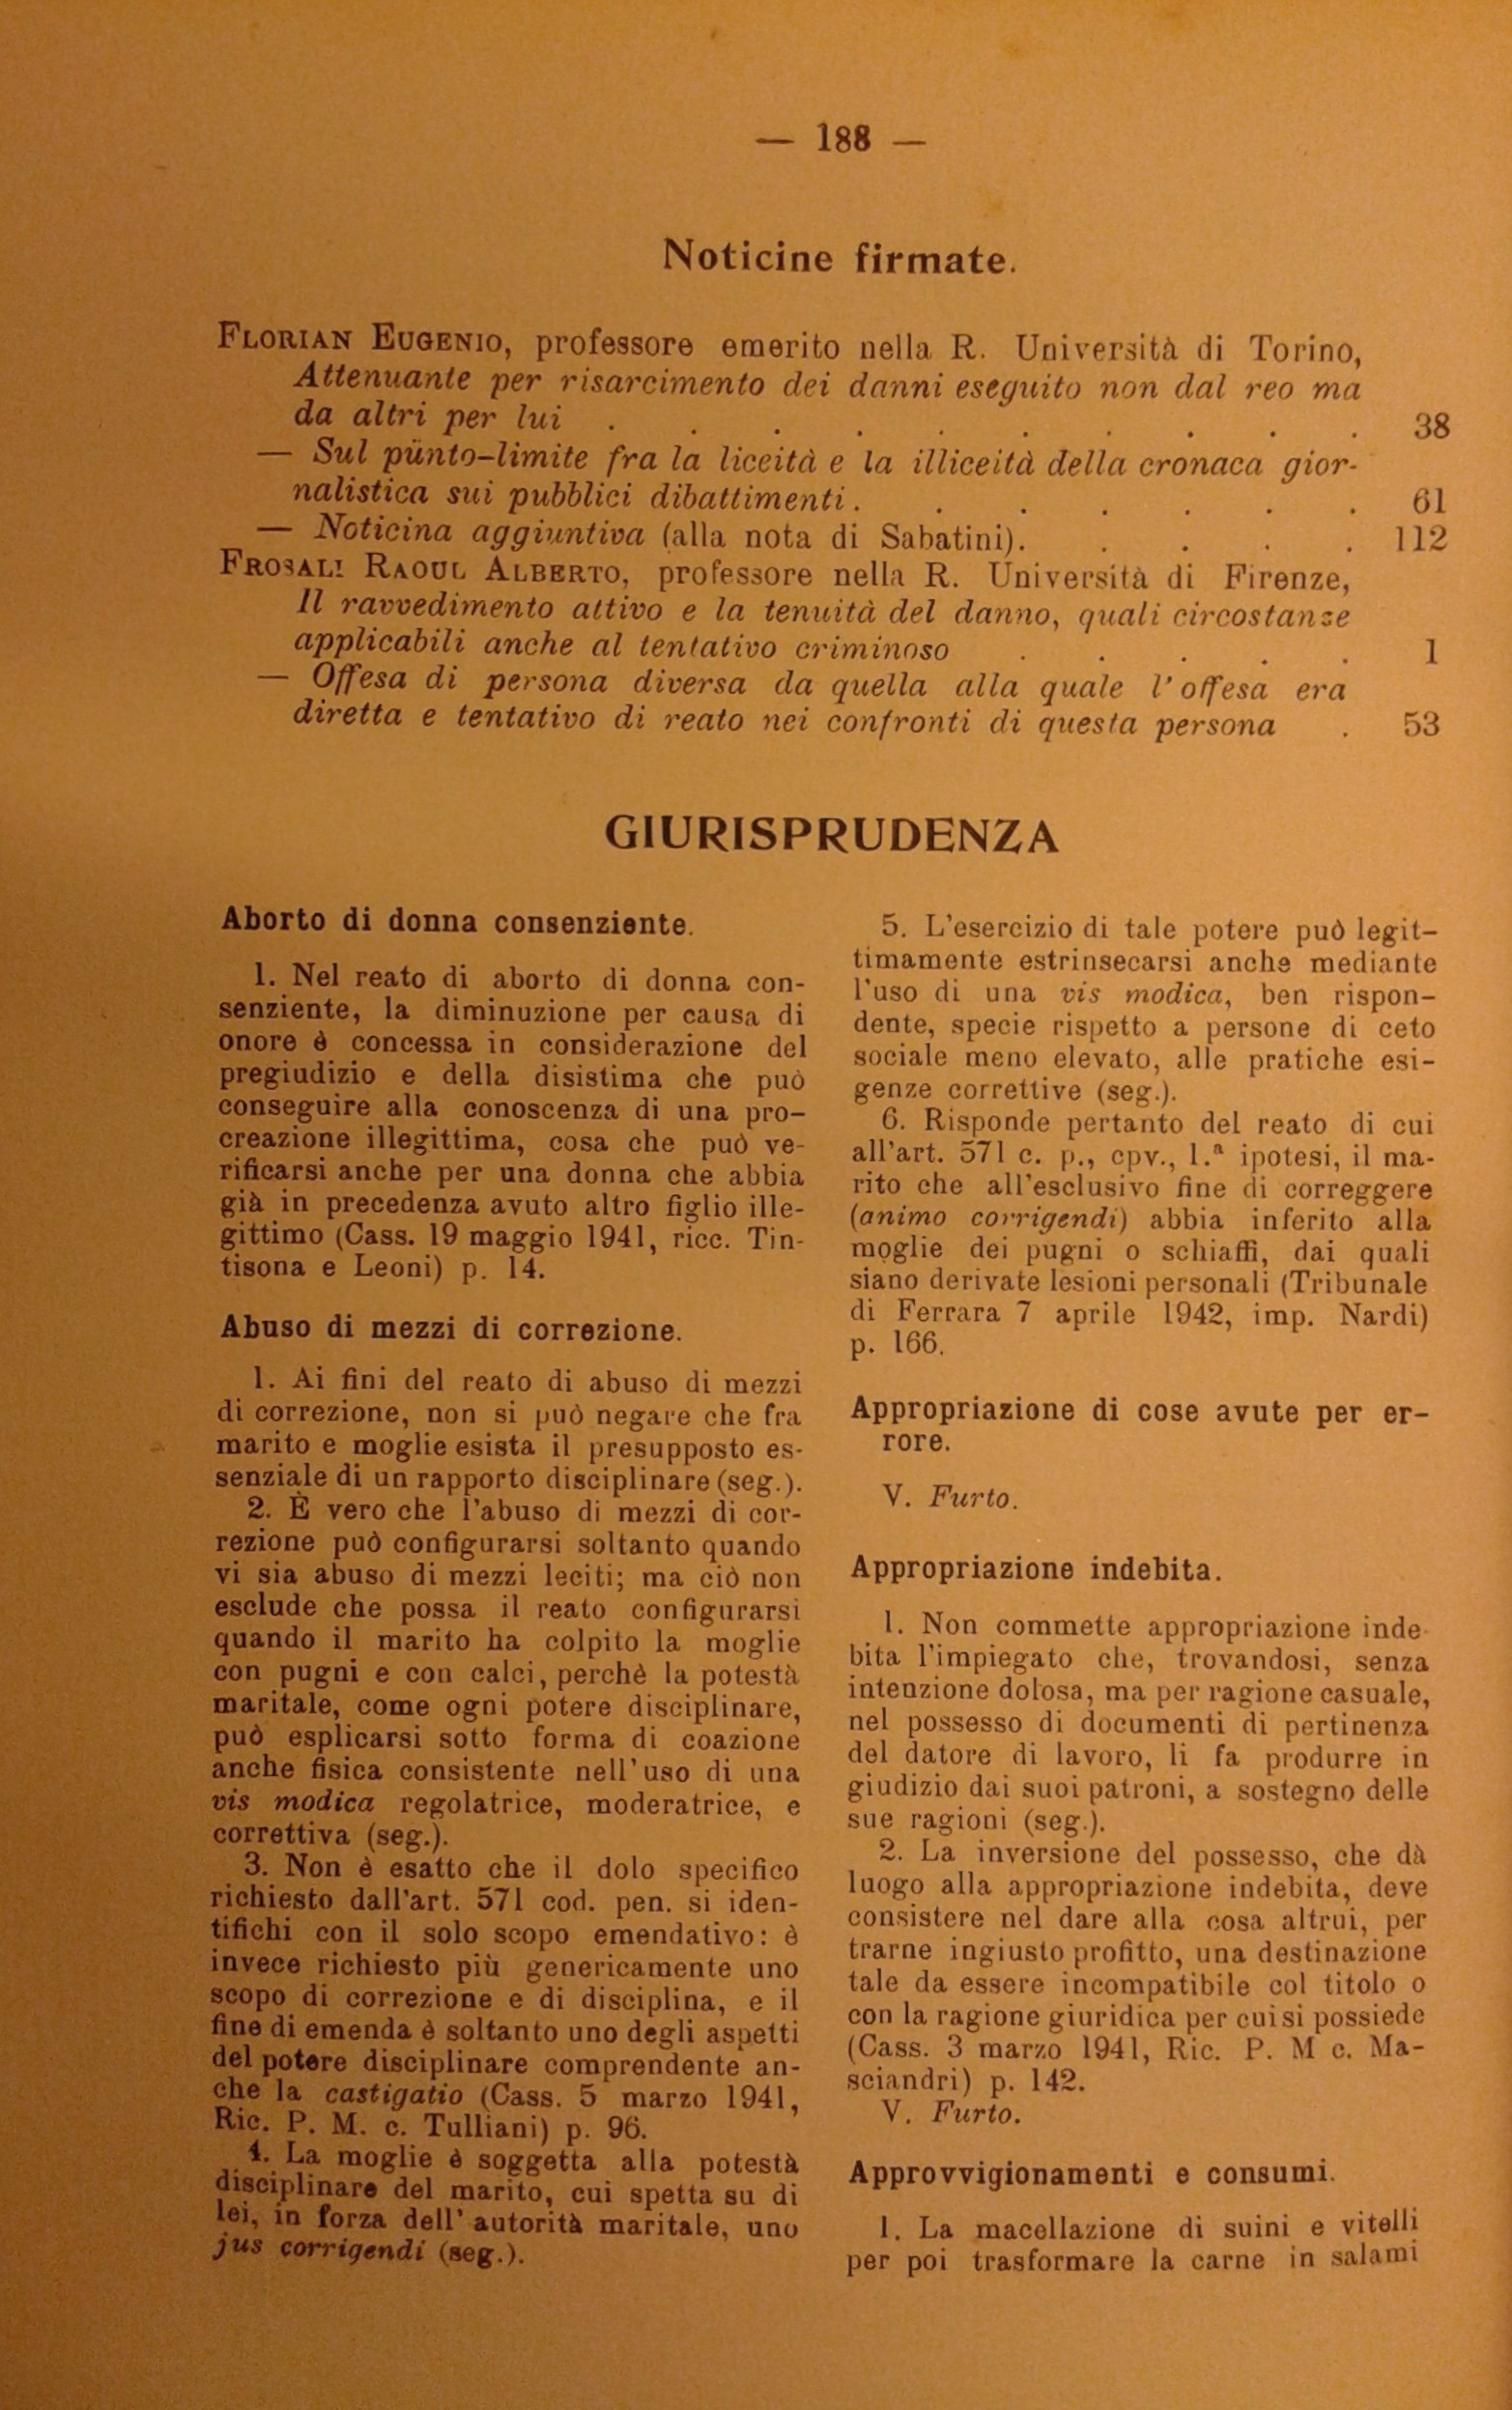 — 188 —
Noticine firmate.
FLORIAN EUGENIO, professore emerito nella R. Università di Torino,
Attenuante per risarcimento dei danni eseguito non dal reo ma
da altri per lui . . . . . . . . . . 38
— Sul punto-limite fra la liceità e la illiceità della cronaca gior-
nalistica sui pubblici dibattimenti . . . . . . . 61
— Noticina aggiuntiva (alla nota di Sabatini). . . . . 112
FROSALI RAOUL ALBERTO, professore nella R. Università di Firenze,
Il ravvedimento attivo e la tenuità del danno, quali circostanze
applicabili anche al tentativo criminoso . . . . . 1
— Offesa di persona diversa da quella alla quale l'offesa era
diretta e tentativo di reato nei confronti di questa persona . 53
GIURISPRUDENZA
Aborto di donna consenziente.
1. Nel reato di aborto di donna con-
senziente, la diminuzione per causa di
onore è concessa in considerazione del
pregiudizio e della disistima che può
conseguire alla conoscenza di una pro-
creazione illegittima, cosa che può ve-
rificarsi anche per una donna che abbia
già in precedenza avuto altro figlio ille-
gittimo (Cass. 19 maggio 1941, ricc. Tin-
tisona e Leoni) p. 14.
Abuso di mezzi di correzione.
1. Ai fini del reato di abuso di mezzi
di correzione, non si può negare che fra
marito e moglie esista il presupposto es-
senziale di un rapporto disciplinare (seg.).
2. È vero che l'abuso di mezzi di cor-
rezione può configurarsi soltanto quando
vi sia abuso di mezzi leciti; ma ciò non
esclude che possa il reato configurarsi
quando il marito ha colpito la moglie
con pugni e con calci, perchè la potestà
maritale, come ogni potere disciplinare,
può esplicarsi sotto forma di coazione
anche fisica consistente nell'uso di una
vis modica regolatrice, moderatrice, e
correttiva (seg.).
3. Non è esatto che il dolo specifico
richiesto dall'art. 571 cod. pen. si iden-
tifichi con il solo scopo emendativo: è
invece richiesto più genericamente uno
scopo di correzione e di disciplina, e il
fine di emenda è soltanto uno degli aspetti
del potere disciplinare comprendente an-
che la castigatio (Cass. 5 marzo 1941,
Ric. P. M. c. Tulliani) p. 96.
4. La moglie è soggetta alla potestà
disciplinare del marito, cui spetta su di
lei, in forza dell'autorità maritale, uno
jus corrigendi (seg.).
5. L'esercizio di tale potere può legit-
timamente estrinsecarsi anche mediante
l'uso di una vis modica, ben rispon-
dente, specie rispetto a persone di ceto
sociale meno elevato, alle pratiche esi-
genze correttive (seg.).
6. Risponde pertanto del reato di cui
all'art. 571 c. p., cpv., 1.ª ipotesi, il ma-
rito che all'esclusivo fine di correggere
(animo corrigendi) abbia inferito alla
moglie dei pugni o schiaffi, dai quali
siano derivate lesioni personali (Tribunale
di Ferrara 7 aprile 1942, imp. Nardi)
p. 166.
Appropriazione di cose avute per er-
rore.
V. Furto.
Appropriazione indebita.
1. Non commette appropriazione inde-
bita l'impiegato che, trovandosi, senza
intenzione dolosa, ma per ragione casuale,
nel possesso di documenti di pertinenza
del datore di lavoro, li fa produrre in
giudizio dai suoi patroni, a sostegno delle
sue ragioni (seg.).
2. La inversione del possesso, che dà
luogo alla appropriazione indebita, deve
consistere nel dare alla cosa altrui, per
trarne ingiusto profitto, una destinazione
tale da essere incompatibile col titolo o
con la ragione giuridica per cui si possiede
(Cass. 3 marzo 1941, Ric. P. M c. Ma-
sciandri) p. 142.
V. Furto.
Approvvigionamenti e consumi.
1. La macellazione di suini e vitelli
per poi trasformare la carne in salami